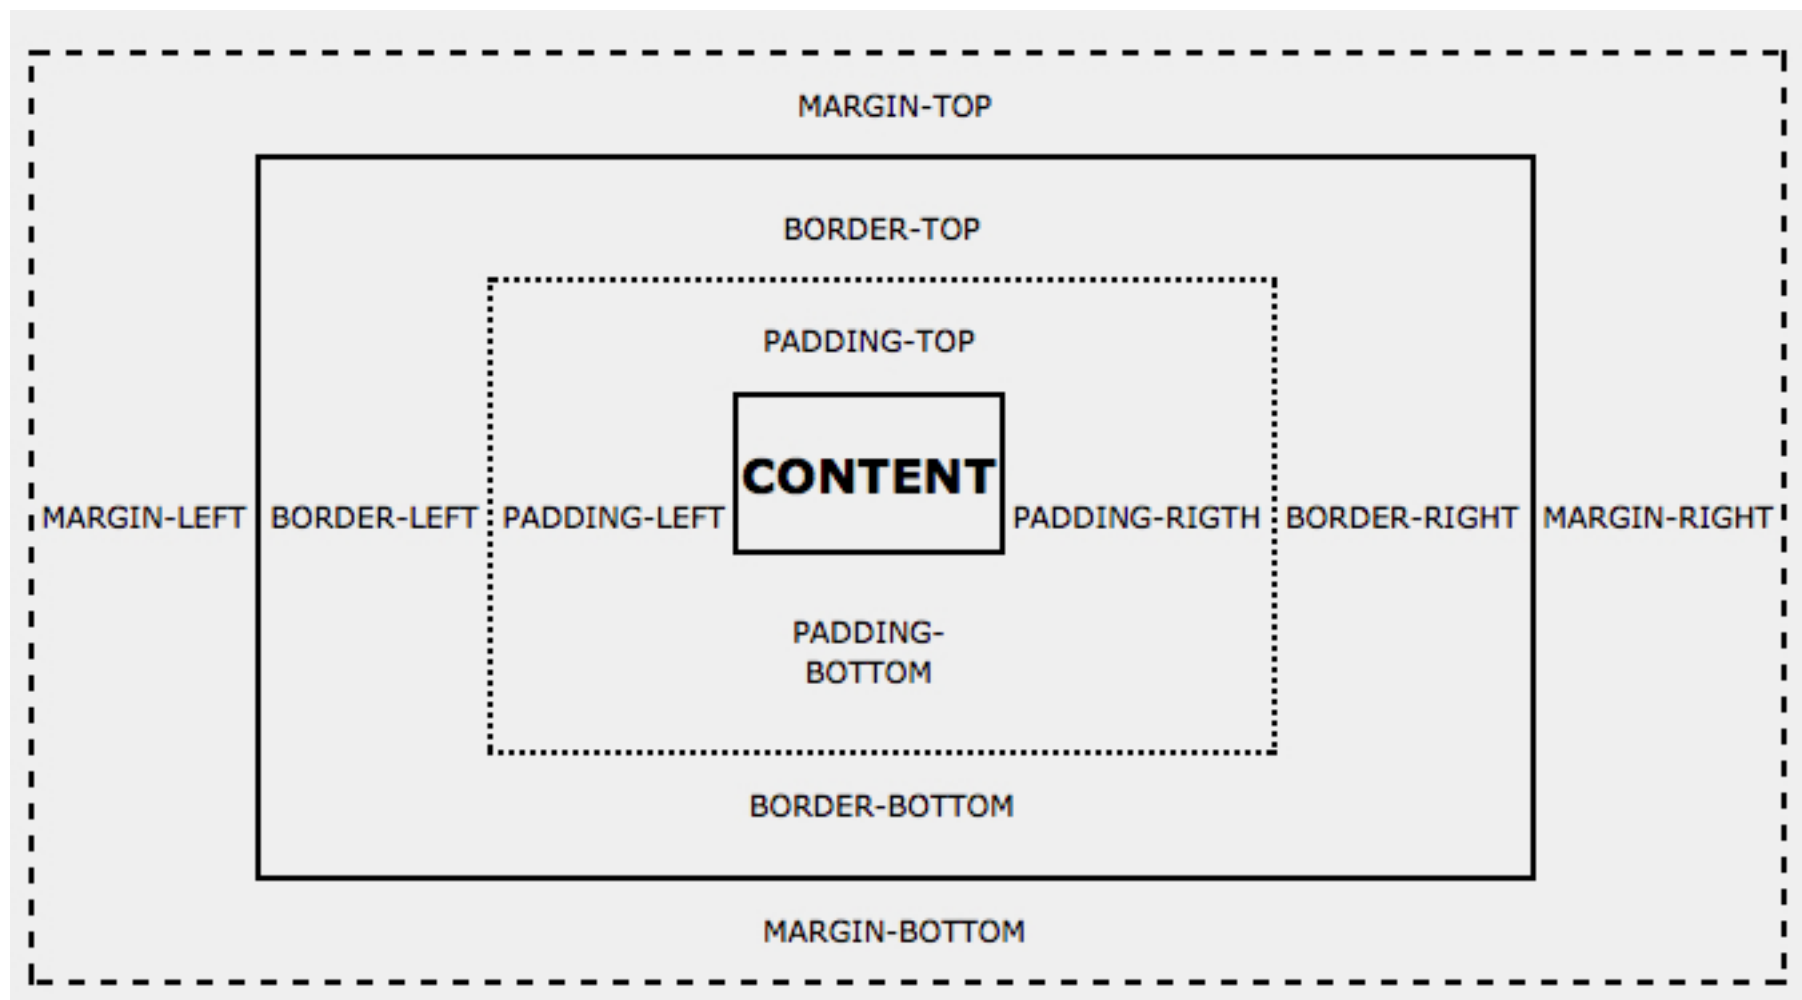 MARGIN-TOP
BORDER-TOP
PADDING-TOP
CONTENT
MARGIN-LEFT BORDER-LEFT PADDING-LEFT PADDING-RIGTH BORDER-RIGHT MARGIN-RIGHT
PADDING-
BOTTOM
BORDER-BOTTOM
MARGIN-BOTTOM